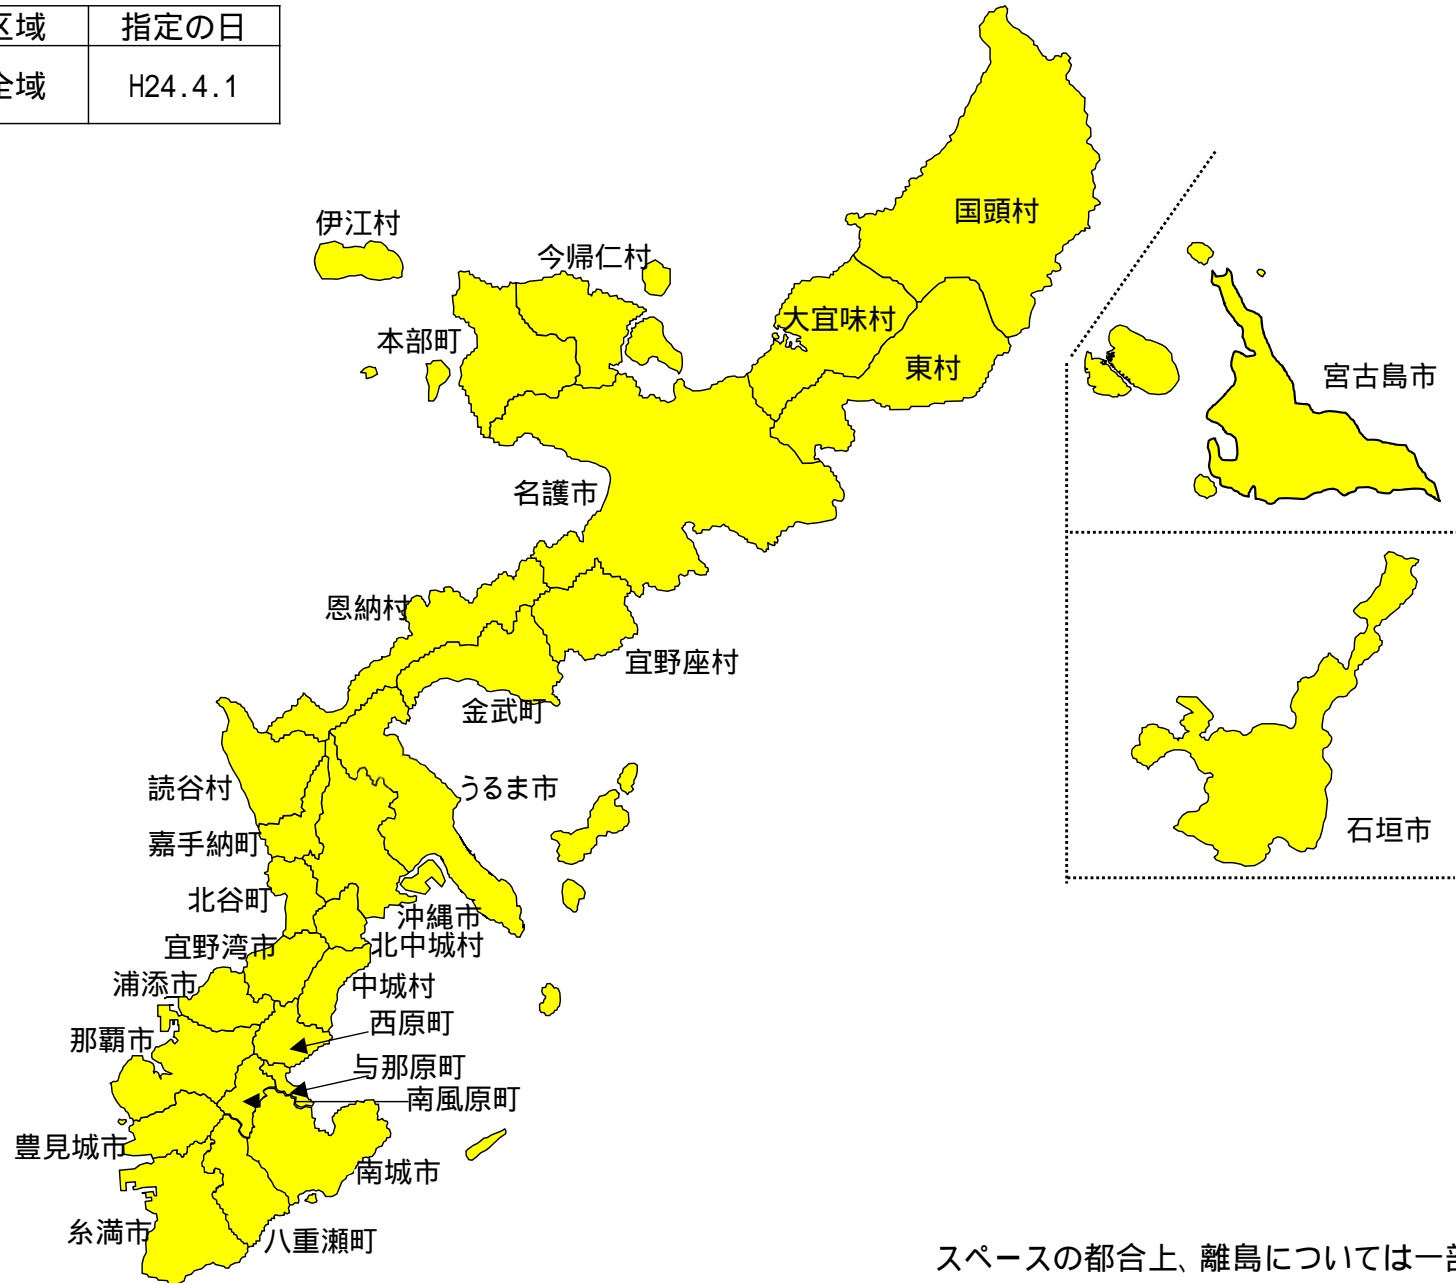 区域 指定の日
全域 H24.4.1
国頭村
伊江村
今帰仁村
大宜味村
本部町
東村
宮古島市
名護市
恩納村
宜野座村
金武町
読谷村
うるま市
嘉手納町
石垣市
北谷町
沖縄市
宜野湾市
北中城村
浦添市
中城村
西原町
那覇市
与那原町
南風原町
豊見城市
南城市
糸満市
八重瀬町
スペースの都合上、離島については一部